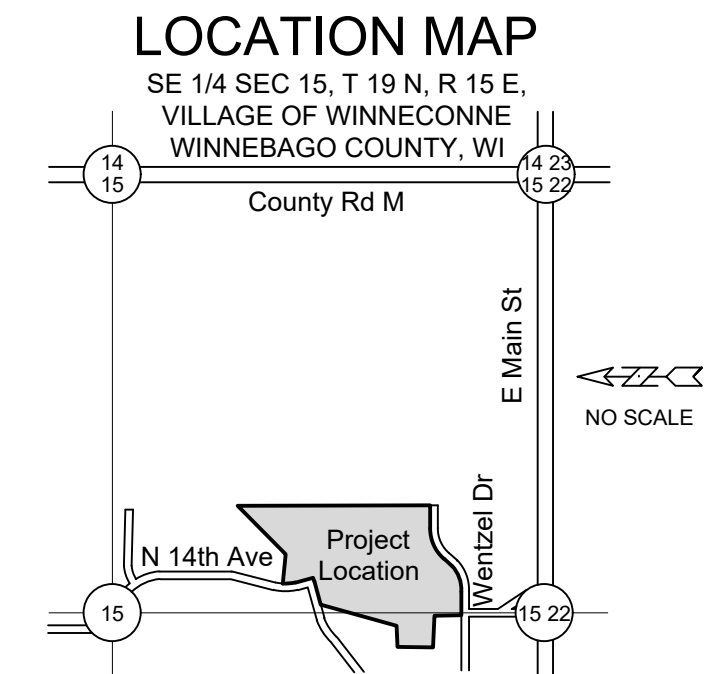 LOCATION MAP
SE 1/4 SEC 15, T 19 N, R 15 E,
VILLAGE OF WINNECONNE
WINNEBAGO COUNTY, WI
14
15
14 23
15 22
County Rd M
E Main St
N
NO SCALE
Wentzel Dr
N 14th Ave
Project
Location
15
15 22